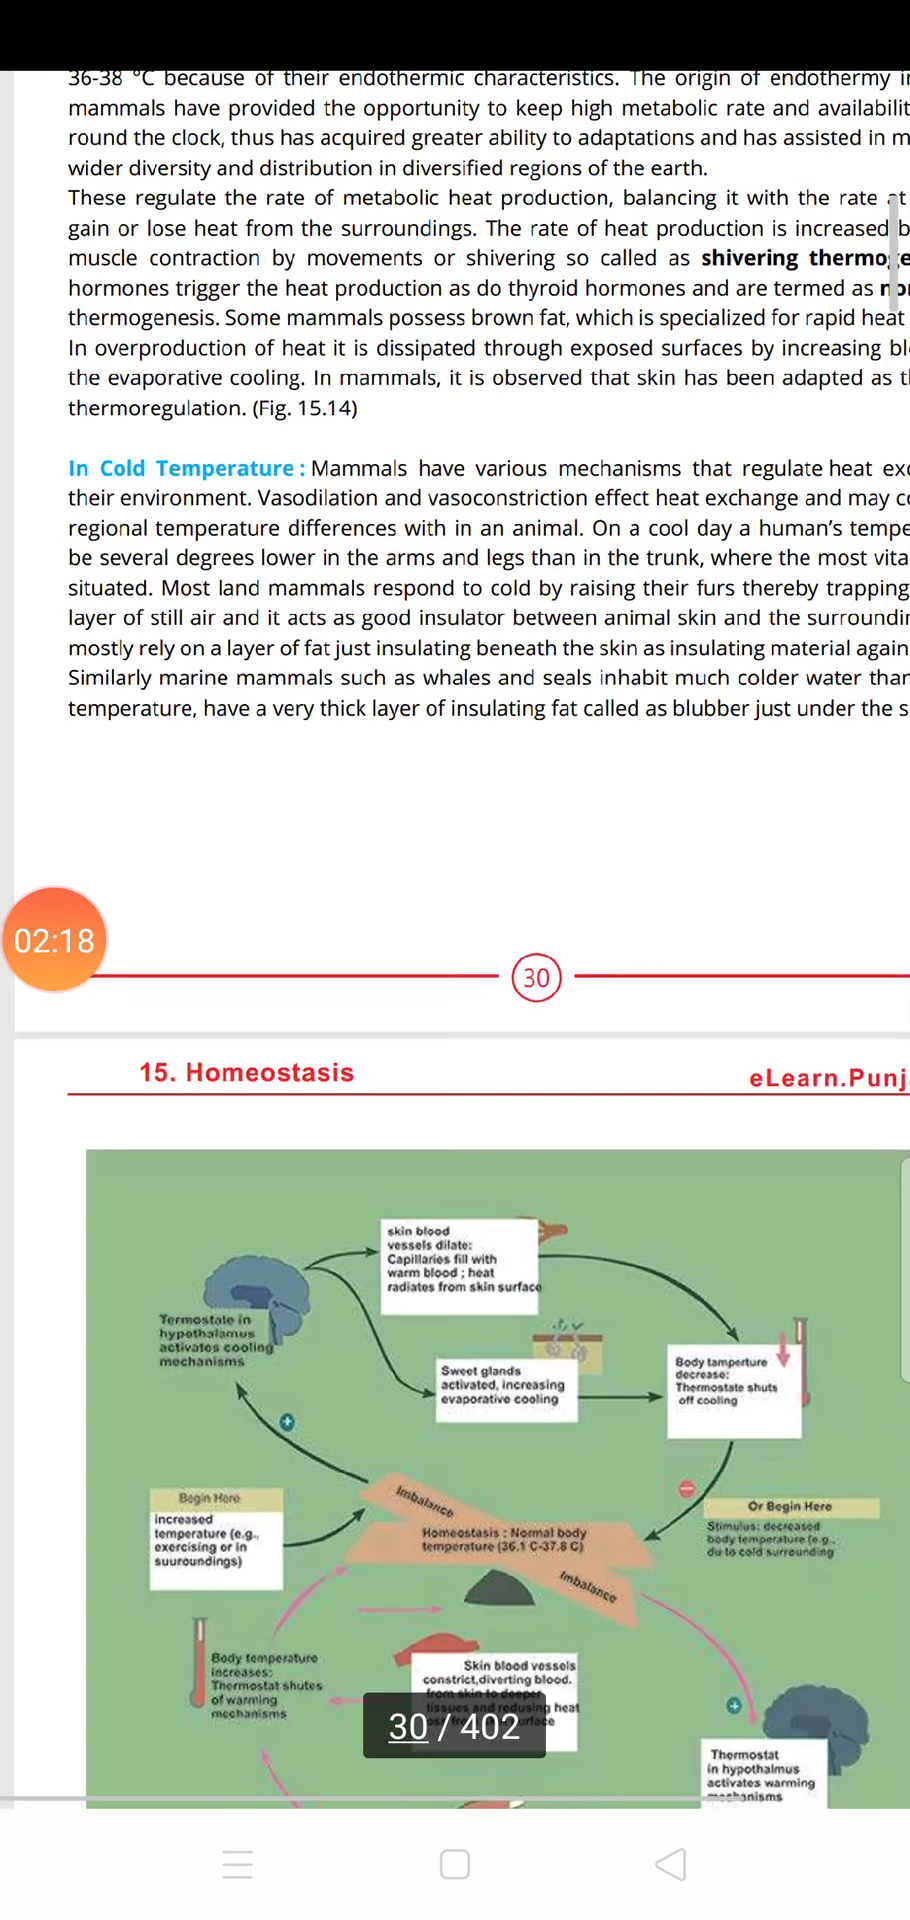 36-38 °C because of their endothermic characteristics. The origin of endothermy
mammals have provided the opportunity to keep high metabolic rate and
round the clock, thus has acquired greater ability to adaptations and has assisted in
wider diversity and distribution in diversified regions of the earth.
These regulate the rate of metabolic heat production, balancing it with the rate at
gain or lose heat from the surroundings. The rate of heat production is increased
muscle contraction by movements or shivering so called as shivering
hormones trigger the heat production as do thyroid hormones and are termed as
thermogenesis. Some mammals possess brown fat, which is specialized for rapid heat
In overproduction of heat it is dissipated through exposed surfaces by increasing
the evaporative cooling. In mammals, it is observed that skin has been adapted as
thermoregulation. (Fig. 15.14)
In Cold Temperature : Mammals have various mechanisms that regulate heat
their environment. Vasodilation and vasoconstriction effect heat exchange and may
regional temperature differences with in an animal. On a cool day a human's
be several degrees lower in the arms and legs than in the trunk, where the most
situated. Most land mammals respond to cold by raising their furs thereby trapping
layer of still air and it acts as good insulator between animal skin and the
mostly rely on a layer of fat just insulating beneath the skin as insulating material
Similarly marine mammals such as whales and seals inhabit much colder water
temperature, have a very thick layer of insulating fat called as blubber just under the
02:18
30
15. Homeostasis
eLearn.Punj
skin blood
vessels dilate:
Capillaries fill with
warm blood ; heat
radiates from skin surface
Termostate in
hypothalamus
activates cooling
mechanisms
Sweet glands
activated, increasing
evaporative cooling
Body tamperture
decrease:
Thermostate shuts
off cooling
Imbalance
Begin Here
increased
temperature (e.g..
exercising or in
suuroundings)
Homeostasis : Normal body
temperature (36.1 C-37.8 C)
Or Begin Here
Stimulus: decreased
body temperature (e.g..
du to cold surrounding
Imbalance
Body temperature
increases:
Thermostat shutes
of warming
mechanisms
Skin blood vessels
constrict,diverting blood.
from skin to deeper
tissues and redusing heat
30 / 402
Thermostat
in hypothalmus
activates warming
mechanisms